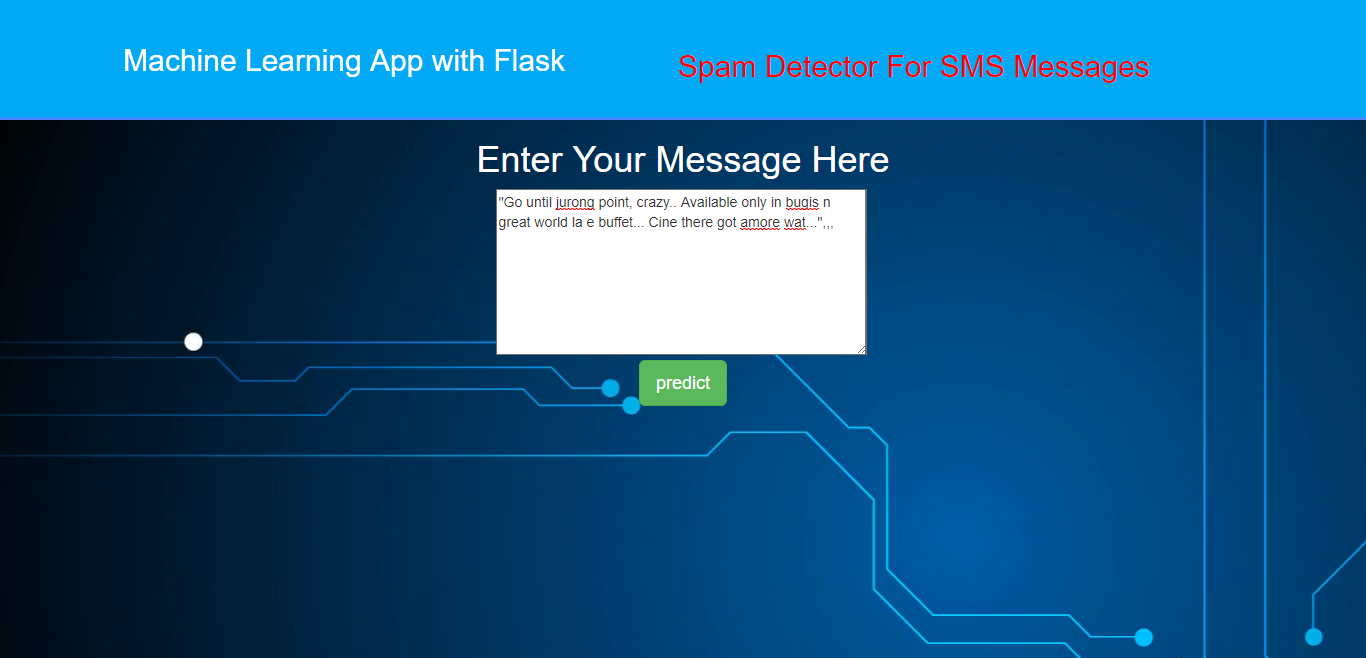 Machine Learning App with Flask
Spam Detector For SMS Messages
Enter Your Message Here
"Go until jurong point, crazy.. Available only in bugis n
great world la e buffet... Cine there got amore wat...",,,
predict